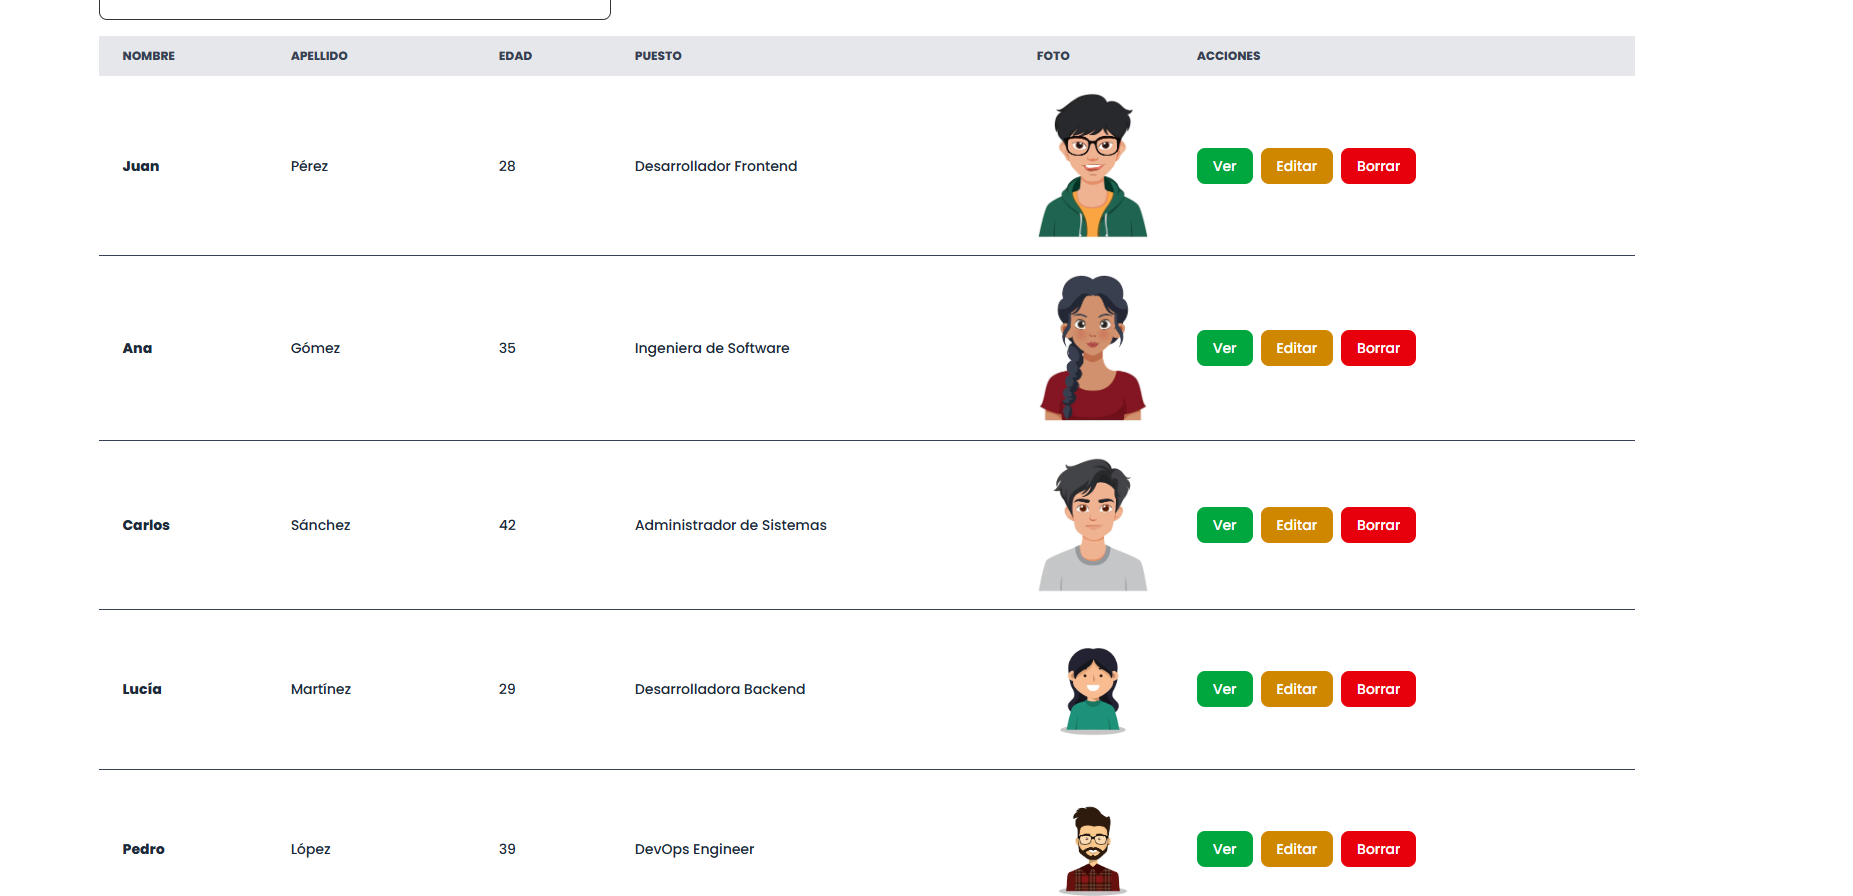 NOMBRE APELLIDO EDAD PUESTO FOTO ACCIONES
Juan Pérez 28 Desarrollador Frontend Ver Editar Borrar
Ana Gómez 35 Ingeniera de Software Ver Editar Borrar
Carlos Sánchez 42 Administrador de Sistemas Ver Editar Borrar
Lucía Martínez 29 Desarrolladora Backend Ver Editar Borrar
Pedro López 39 DevOps Engineer Ver Editar Borrar